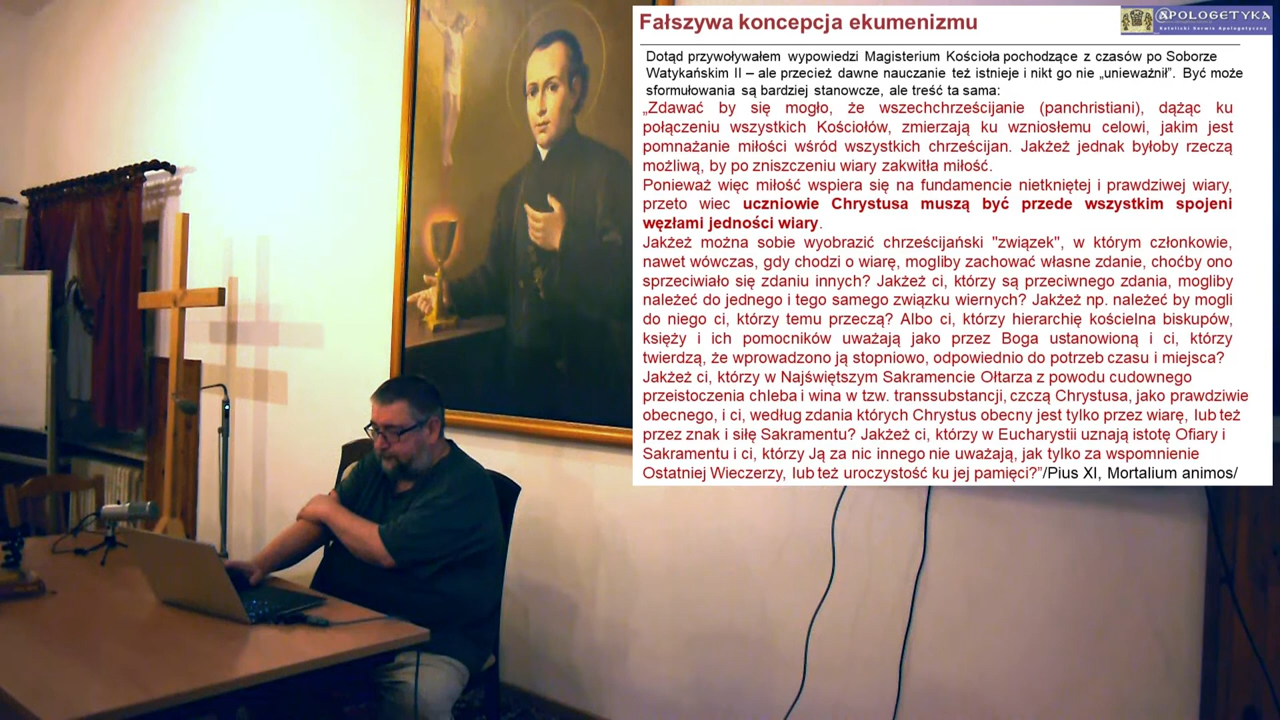 Fałszywa koncepcja ekumenizmu
@POLOGETYKA
Katolicki Serwis Apologetyczny
Dotąd przywoływałem wypowiedzi Magisterium Kościoła pochodzące z czasów po Soborze
Watykańskim II – ale przecież dawne nauczanie też istnieje i nikt go nie „unieważnił”. Być może
sformułowania są bardziej stanowcze, ale treść ta sama:
„Zdawać by się mogło, że wszechchrześcijanie (panchristiani), dążąc ku
połączeniu wszystkich Kościołów, zmierzają ku wzniosłemu celowi, jakim jest
pomnażanie miłości wśród wszystkich chrześcijan. Jakżeż jednak byłoby rzeczą
możliwą, by po zniszczeniu wiary zakwitła miłość.
Ponieważ więc miłość wspiera się na fundamencie nietkniętej i prawdziwej wiary,
przeto wiec uczniowie Chrystusa muszą być przede wszystkim spojeni
węzłami jedności wiary.
Jakżeż można sobie wyobrazić chrześcijański "związek", w którym członkowie,
nawet wówczas, gdy chodzi o wiarę, mogliby zachować własne zdanie, choćby ono
sprzeciwiało się zdaniu innych? Jakżeż ci, którzy są przeciwnego zdania, mogliby
należeć do jednego i tego samego związku wiernych? Jakżeż np. należeć by mogli
do niego ci, którzy temu przeczą? Albo ci, którzy hierarchię kościelna biskupów,
księży i ich pomocników uważają jako przez Boga ustanowioną i ci, którzy
twierdzą, że wprowadzono ją stopniowo, odpowiednio do potrzeb czasu i miejsca?
Jakżeż ci, którzy w Najświętszym Sakramencie Ołtarza z powodu cudownego
przeistoczenia chleba i wina w tzw. transsubstancji, czczą Chrystusa, jako prawdziwie
obecnego, i ci, według zdania których Chrystus obecny jest tylko przez wiarę, lub też
przez znak i siłę Sakramentu? Jakżeż ci, którzy w Eucharystii uznają istotę Ofiary i
Sakramentu i ci, którzy Ją za nic innego nie uważają, jak tylko za wspomnienie
Ostatniej Wieczerzy, lub też uroczystość ku jej pamięci?”/Pius XI, Mortalium animos/